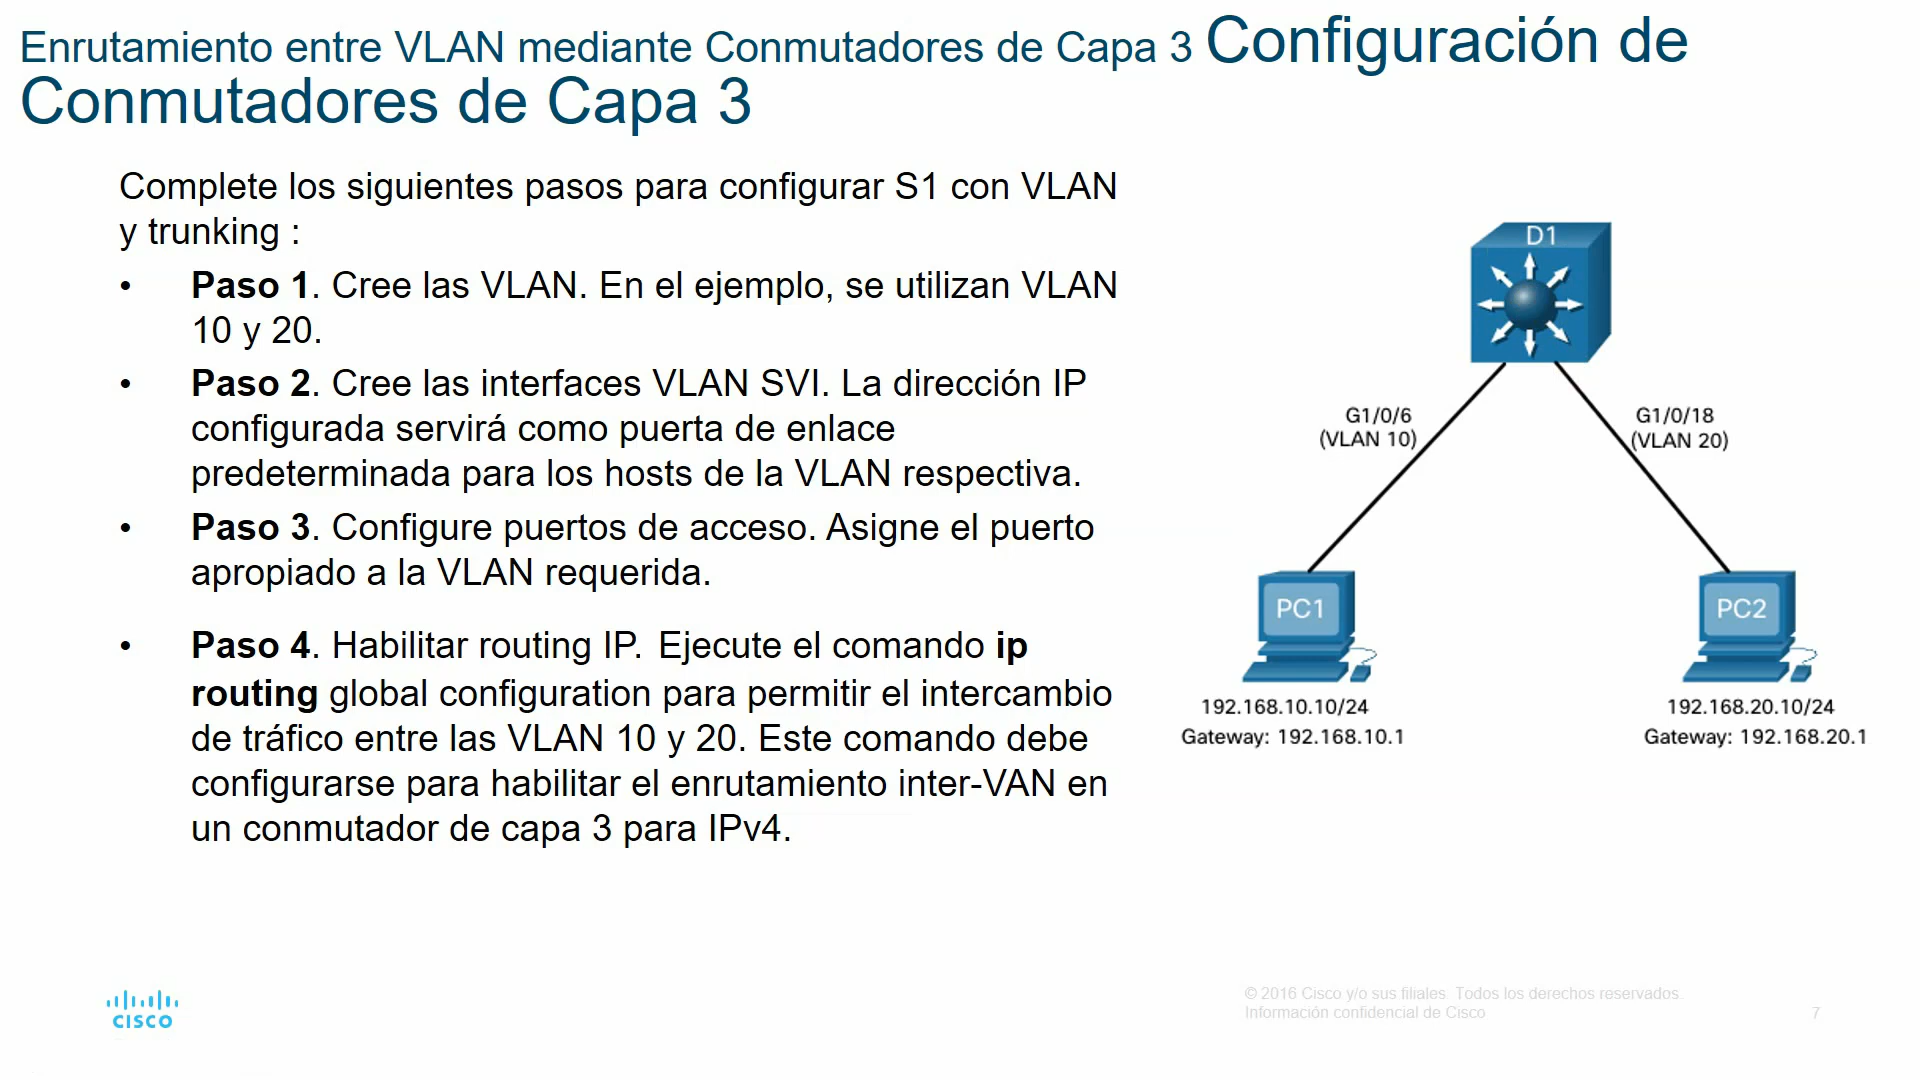 Enrutamiento entre VLAN mediante Conmutadores de Capa 3 Configuración de
Conmutadores de Capa 3
Complete los siguientes pasos para configurar S1 con VLAN
y trunking :
• Paso 1. Cree las VLAN. En el ejemplo, se utilizan VLAN
10 y 20.
• Paso 2. Cree las interfaces VLAN SVI. La dirección IP
configurada servirá como puerta de enlace
predeterminada para los hosts de la VLAN respectiva.
• Paso 3. Configure puertos de acceso. Asigne el puerto
apropiado a la VLAN requerida.
• Paso 4. Habilitar routing IP. Ejecute el comando ip
routing global configuration para permitir el intercambio
de tráfico entre las VLAN 10 y 20. Este comando debe
configurarse para habilitar el enrutamiento inter-VAN en
un conmutador de capa 3 para IPv4.
D1
G1/0/6
(VLAN 10)
G1/0/18
(VLAN 20)
PC1
192.168.10.10/24
Gateway: 192.168.10.1
PC2
192.168.20.10/24
Gateway: 192.168.20.1
CISCO
© 2016 Cisco y/o sus filiales. Todos los derechos reservados.
Información confidencial de Cisco
7